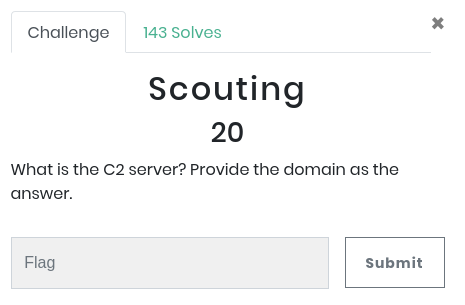 Challenge
143 Solves
×
Scouting
20
What is the C2 server? Provide the domain as the
answer.
Flag
Submit